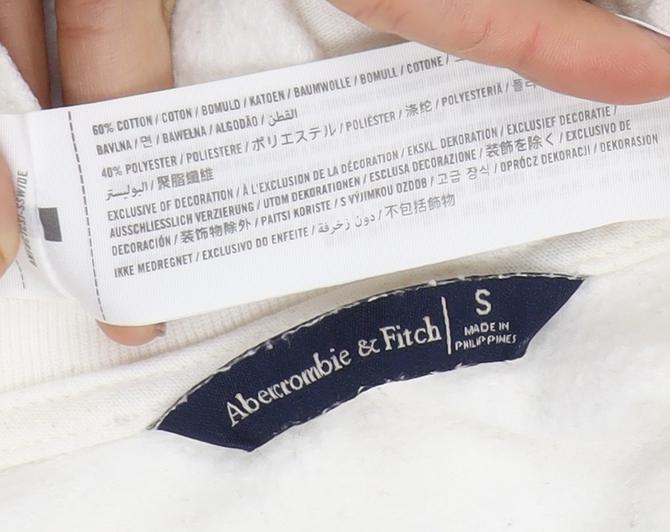 60% COTTON / COTON / BOMULD / KATOEN / BAUMWOLLE / BOMULL / COTONE /
BAVLNA / 면 / BAWEŁNA / ALGODÃO / القطن
40% POLYESTER / POLIESTERE / ポリエステル / POLIÉSTER / 涤纶 / POLYESTERIA /
البوليستر / 聚脂纖維
EXCLUSIVE OF DECORATION / À L'EXCLUSION DE LA DÉCORATION / EKSKL. DEKORATION / EXCLUSIEF DECORATIE /
AUSSCHLIESSLICH VERZIERUNG / UTOM DEKORATIONEN / ESCLUSA DECORAZIONE / 装飾を除く / EXCLUSIVO DE
DECORACIÓN / 装饰物除外 / PAITSI KORISTE / S VÝJIMKOU OZDOB / 고급 장식 / OPRÓCZ DEKORACJI / DEKORASJON
IKKE MEDREGNET / EXCLUSIVO DO ENFEITE / دون زخرفة / 不包括飾物
Abercrombie & Fitch
S
MADE IN
PHILIPPINES